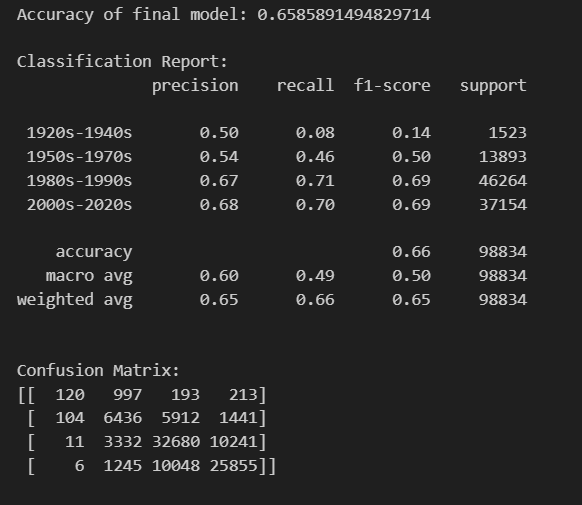 Accuracy of final model: 0.6585891494829714
Classification Report:
precision recall f1-score support
1920s-1940s 0.50 0.08 0.14 1523
1950s-1970s 0.54 0.46 0.50 13893
1980s-1990s 0.67 0.71 0.69 46264
2000s-2020s 0.68 0.70 0.69 37154
accuracy 0.66 98834
macro avg 0.60 0.49 0.50 98834
weighted avg 0.65 0.66 0.65 98834
Confusion Matrix:
[[ 120 997 193 213]
[ 104 6436 5912 1441]
[ 11 3332 32680 10241]
[ 6 1245 10048 25855]]